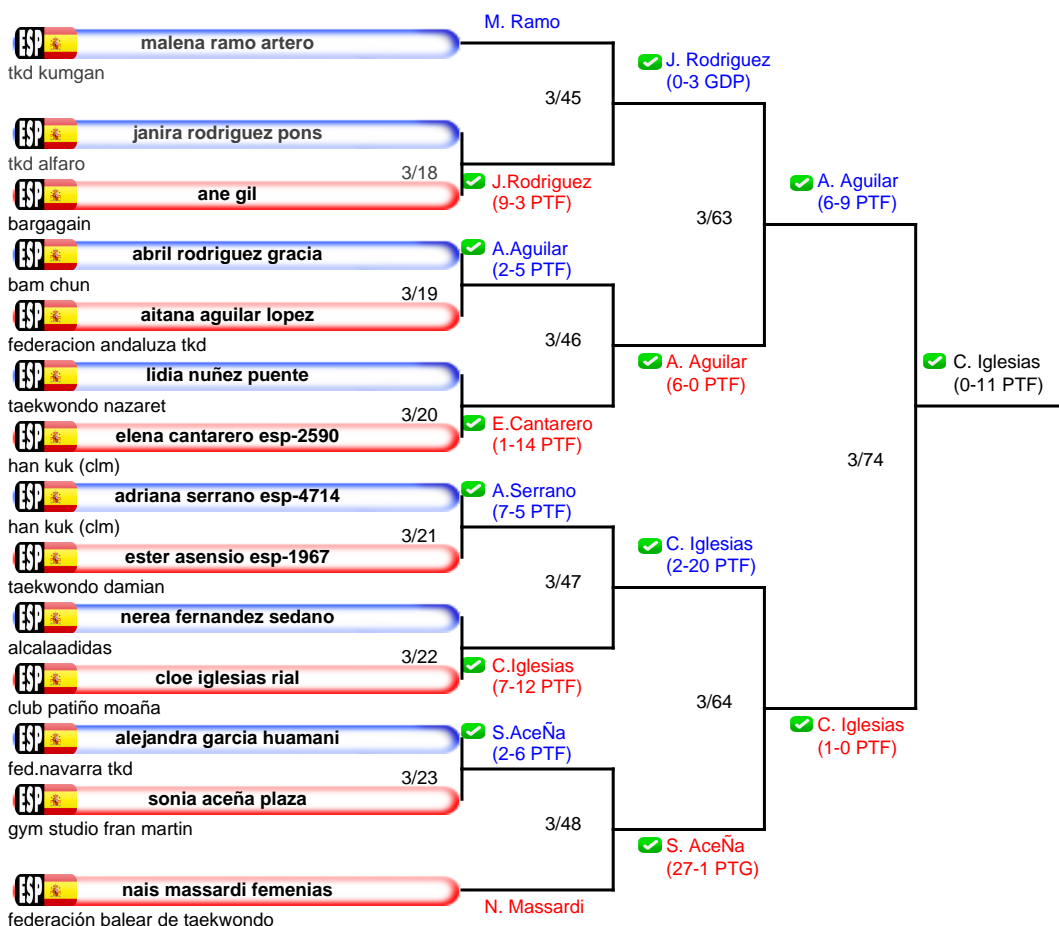 M. Ramo
ESP malena ramo artero
tkd kumgan
J. Rodriguez
(0-3 GDP)
3/45
ESP janira rodriguez pons
tkd alfaro
3/18
J.Rodriguez
(9-3 PTF)
ESP ane gil
bargagain
A. Aguilar
(6-9 PTF)
3/63
ESP abril rodriguez gracia
bam chun
A.Aguilar
(2-5 PTF)
3/19
ESP aitana aguilar lopez
federacion andaluza tkd
3/46
A. Aguilar
(6-0 PTF)
C. Iglesias
(0-11 PTF)
ESP lidia nuñez puente
taekwondo nazaret
3/20
E.Cantarero
(1-14 PTF)
ESP elena cantarero esp-2590
han kuk (clm)
3/74
ESP adriana serrano esp-4714
han kuk (clm)
A.Serrano
(7-5 PTF)
3/21
ESP ester asensio esp-1967
taekwondo damian
C. Iglesias
(2-20 PTF)
3/47
ESP nerea fernandez sedano
alcalaadidas
3/22
C.Iglesias
(7-12 PTF)
ESP cloe iglesias rial
club patiño moaña
3/64
C. Iglesias
(1-0 PTF)
ESP alejandra garcia huamani
fed.navarra tkd
S.AceÑa
(2-6 PTF)
3/23
ESP sonia aceña plaza
gym studio fran martin
3/48
S. AceÑa
(27-1 PTG)
ESP nais massardi femenias
federación balear de taekwondo
N. Massardi